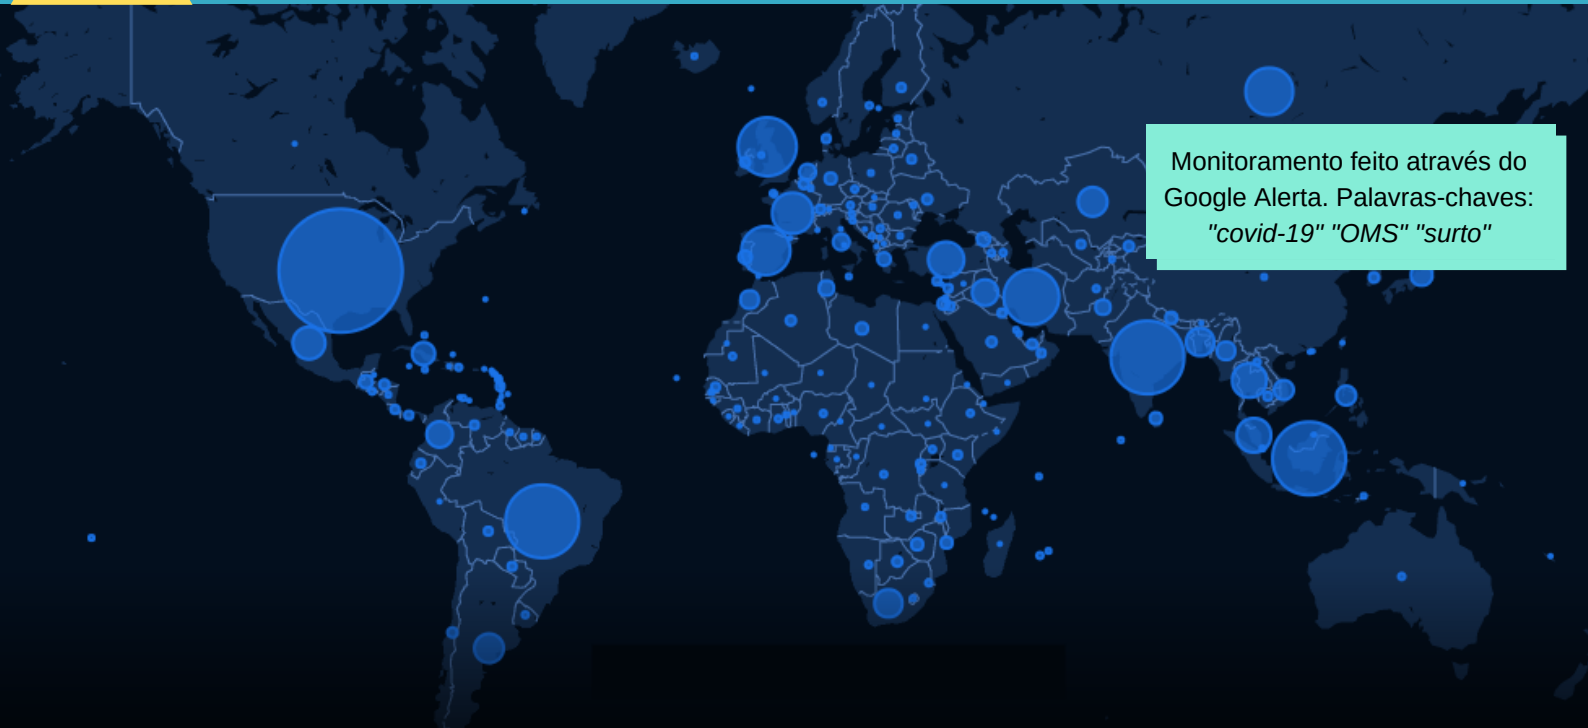 Monitoramento feito através do
Google Alerta. Palavras-chaves:
"covid-19" "OMS" "surto"